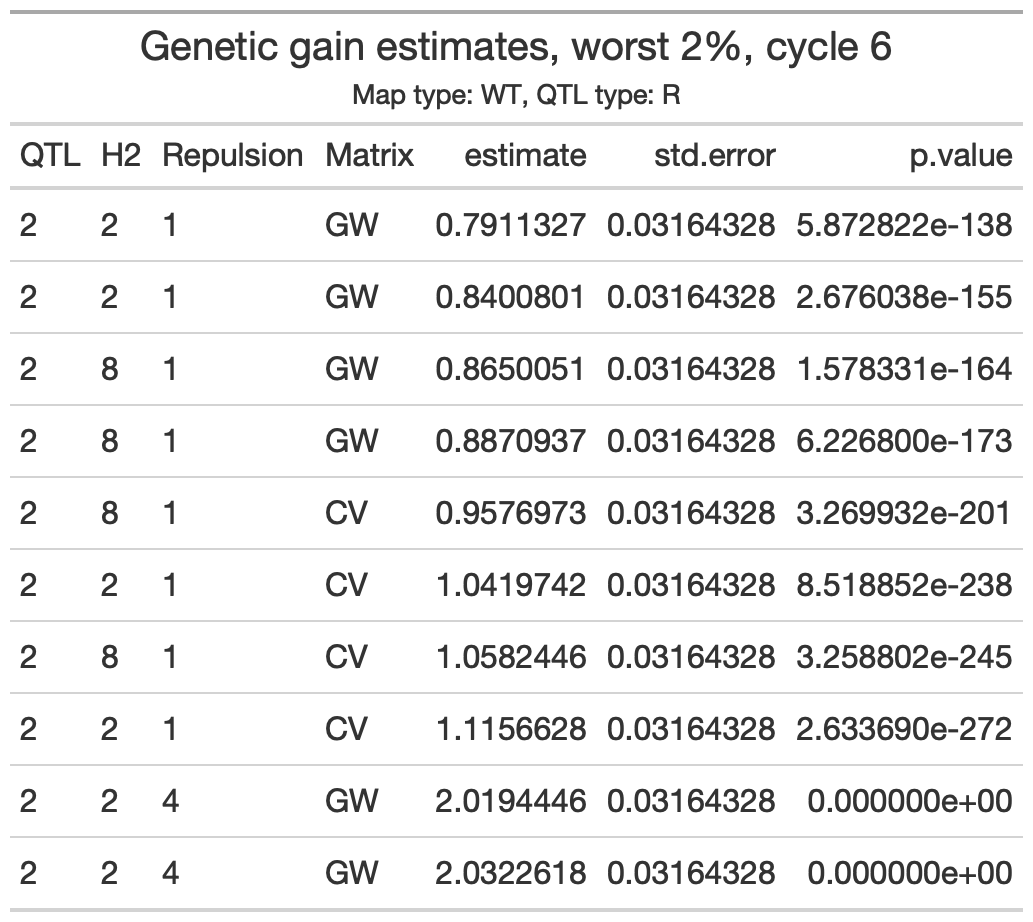 Genetic gain estimates, worst 2%, cycle 6
Map type: WT, QTL type: R
QTL H2 Repulsion Matrix estimate std.error p.value
2 2 1 GW 0.7911327 0.03164328 5.872822e-138
2 2 1 GW 0.8400801 0.03164328 2.676038e-155
2 8 1 GW 0.8650051 0.03164328 1.578331e-164
2 8 1 GW 0.8870937 0.03164328 6.226800e-173
2 8 1 CV 0.9576973 0.03164328 3.269932e-201
2 2 1 CV 1.0419742 0.03164328 8.518852e-238
2 8 1 CV 1.0582446 0.03164328 3.258802e-245
2 2 1 CV 1.1156628 0.03164328 2.633690e-272
2 2 4 GW 2.0194446 0.03164328 0.000000e+00
2 2 4 GW 2.0322618 0.03164328 0.000000e+00